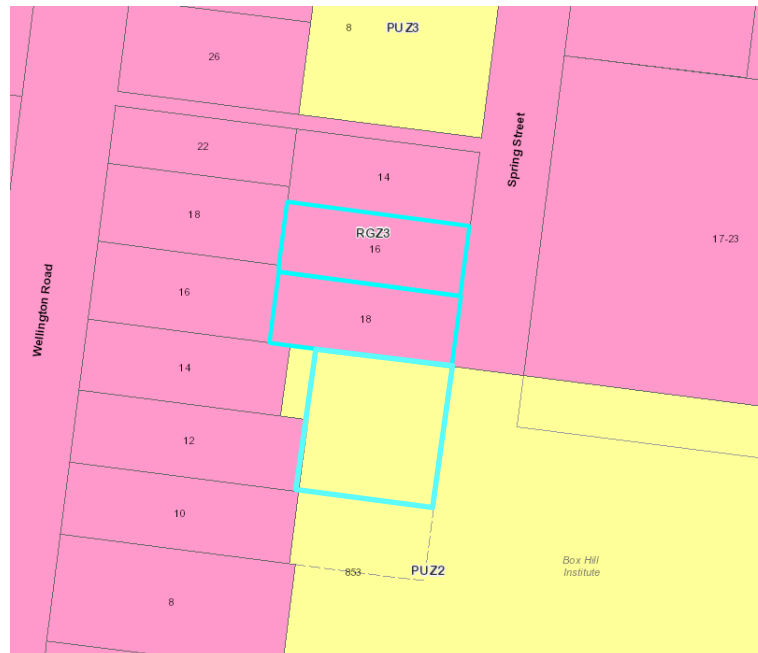 8
PUZ3
26
22
14
Spring Street
18
RGZ3
16
17-23
16
Wellington Road
18
14
12
10
Box Hill
Institute
853
PUZ2
8